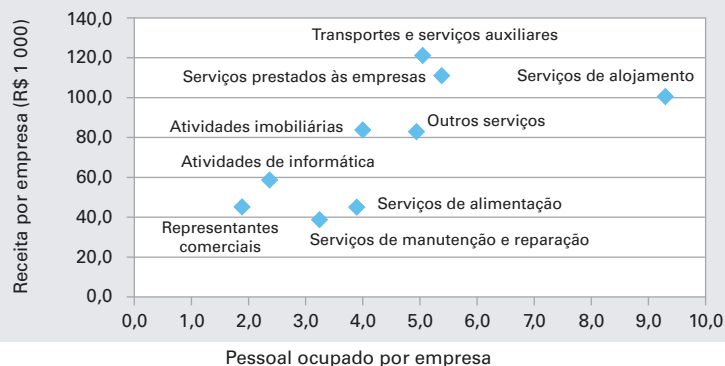 Receita por empresa (R$ 1 000)
140,0
120,0
100,0
80,0
60,0
40,0
20,0
0,0
Transportes e serviços auxiliares
Serviços prestados às empresas
Serviços de alojamento
Atividades imobiliárias
Outros serviços
Atividades de informática
Serviços de alimentação
Representantes
comerciais
Serviços de manutenção e reparação
0,0 1,0 2,0 3,0 4,0 5,0 6,0 7,0 8,0 9,0 10,0
Pessoal ocupado por empresa